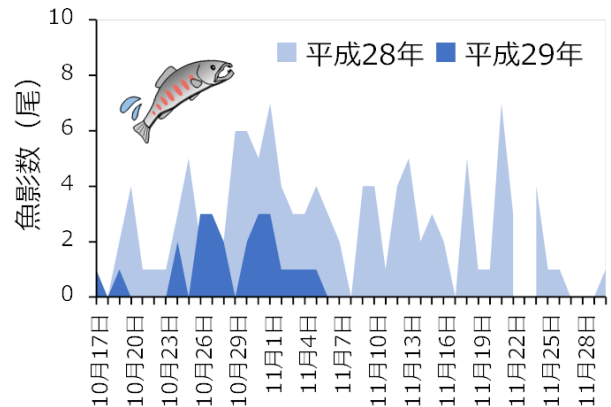 10
8
6
4
2
0
魚影数（尾）
平成28年 平成29年
10月17日
10月20日
10月23日
10月26日
10月29日
11月1日
11月4日
11月7日
11月10日
11月13日
11月16日
11月19日
11月22日
11月25日
11月28日